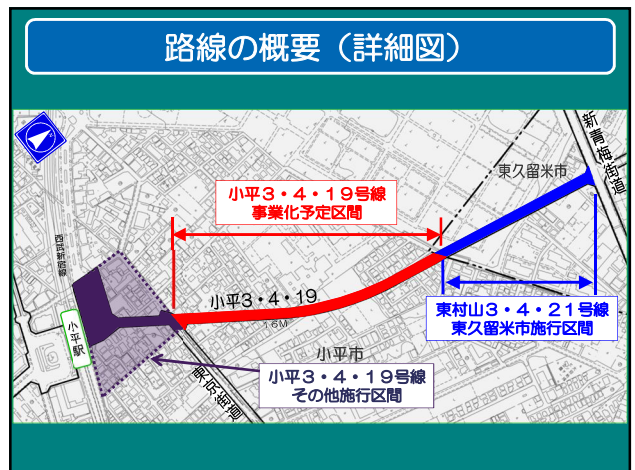 路線の概要（詳細図）
新青梅街道
東久留米市
小平３・４・１９号線
事業化予定区間
西武新宿線
小平３・４・１９
16M
東村山３・４・２１号線
東久留米市施行区間
小平駅
小平市
東京街道
小平３・４・１９号線
その他施行区間